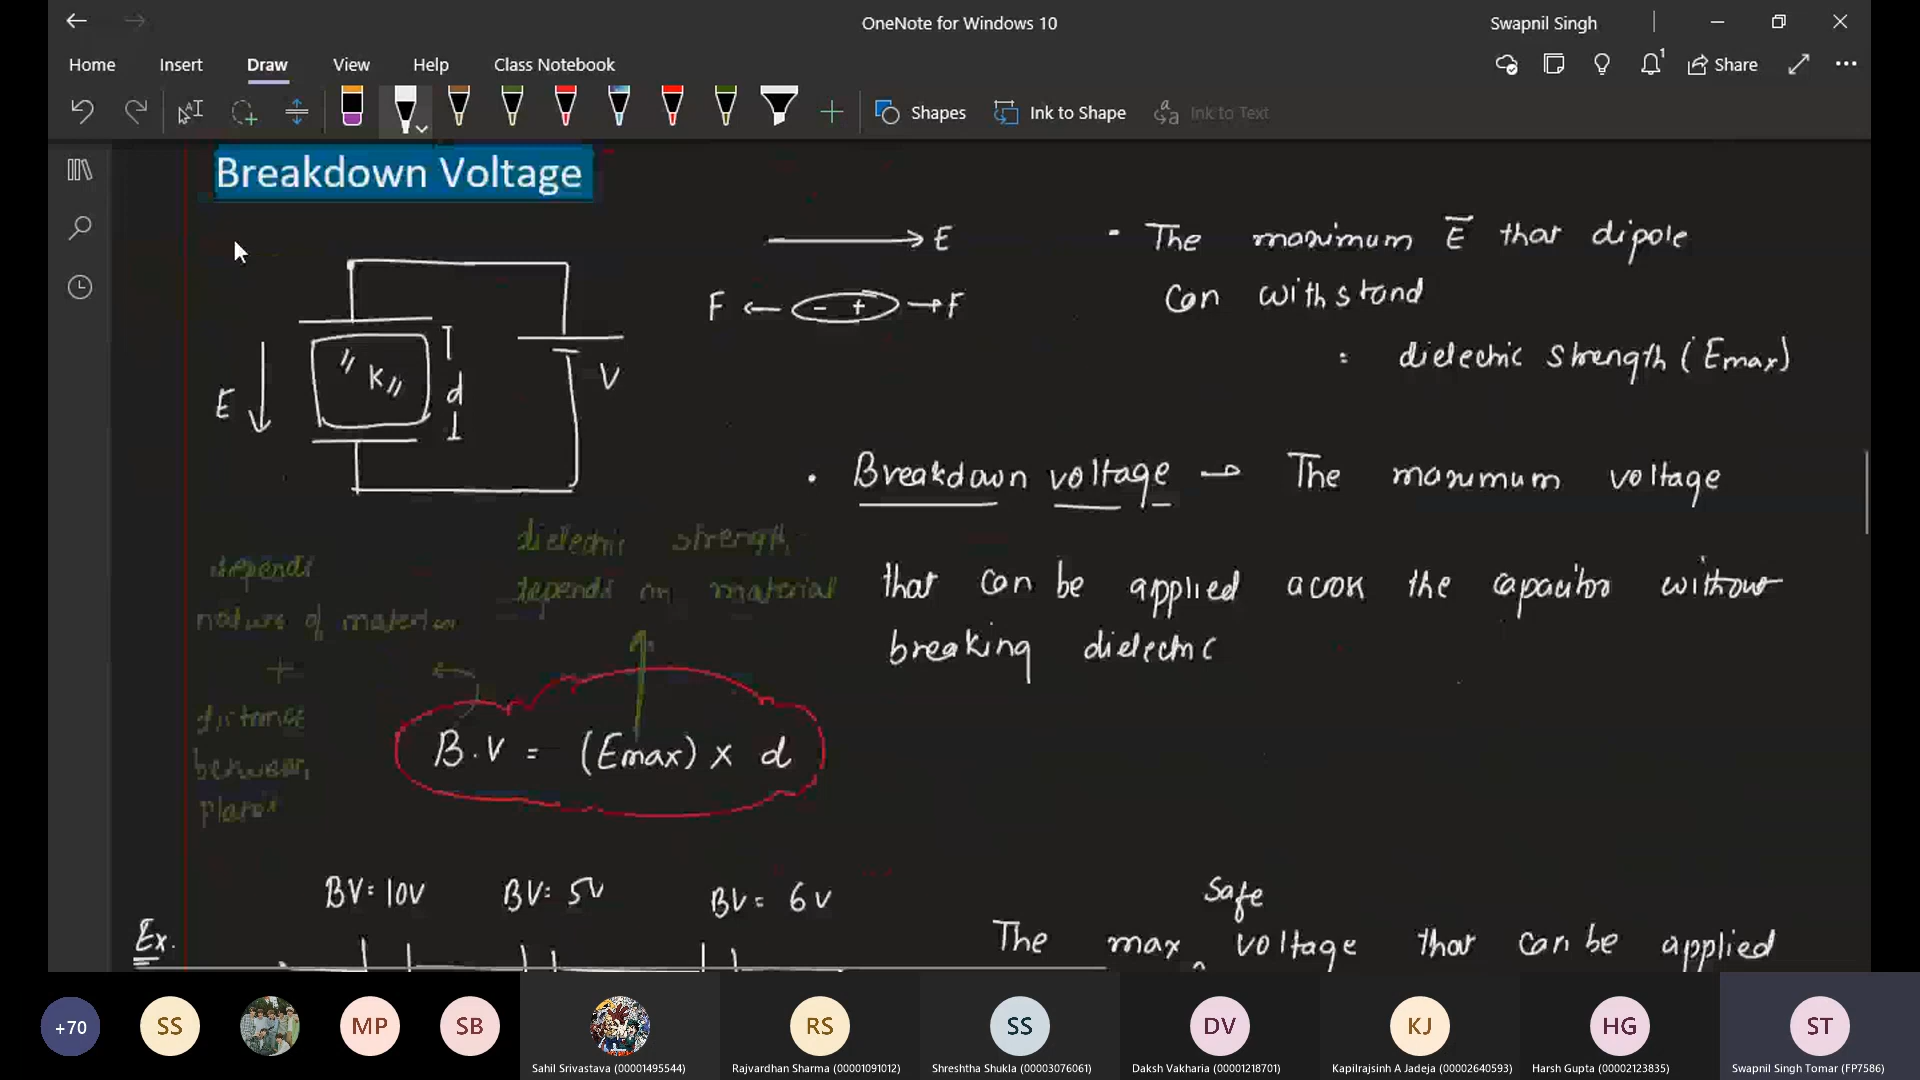 OneNote for Windows 10
Swapnil Singh
Home Insert Draw View Help Class Notebook
Share
Shapes Ink to Shape Ink to Text
Breakdown Voltage
E
F - + F
E
K
d
V
The maximum E that dipole
can withstand
: dielectric strength (Emax)
Breakdown voltage → The maximum voltage
that can be applied across the capacitor without
breaking dielectric
dielectric strength
depends on material
depends
nature of material
+
distance
between
plates
B.V = (Emax) x d
BV = 10V BV = 5V BV = 6V
Ex.
Safe
The max voltage that can be applied
+70
SS
MP
SB
RS
SS
DV
KJ
HG
ST
Sahil Srivastava (00001495544)
Rajvardhan Sharma (00001091012)
Shreshtha Shukla (00003076061)
Daksh Vakharia (00001218701)
Kapilrajsinh A Jadeja (00002640593)
Harsh Gupta (00002123835)
Swapnil Singh Tomar (FP7586)